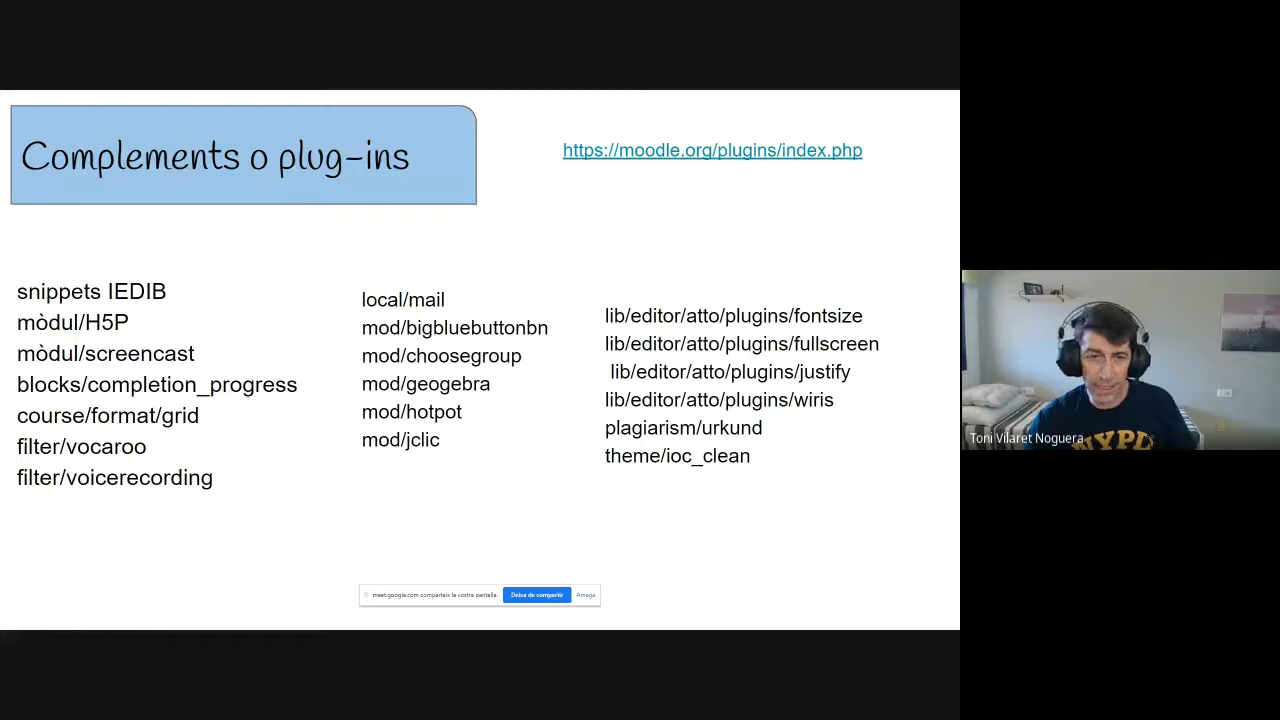 Complements o plug-ins
https://moodle.org/plugins/index.php
snippets IEDIB
mòdul/H5P
mòdul/screencast
blocks/completion_progress
course/format/grid
filter/vocaroo
filter/voicerecording
local/mail
mod/bigbluebuttonbn
mod/choosegroup
mod/geogebra
mod/hotpot
mod/jclic
lib/editor/atto/plugins/fontsize
lib/editor/atto/plugins/fullscreen
lib/editor/atto/plugins/justify
lib/editor/atto/plugins/wiris
plagiarism/urkund
theme/ioc_clean
meet.google.com comparteix la vostra pantalla.
Deixa de compartir
Amaga
Toni Vilaret Noguera
NYPL